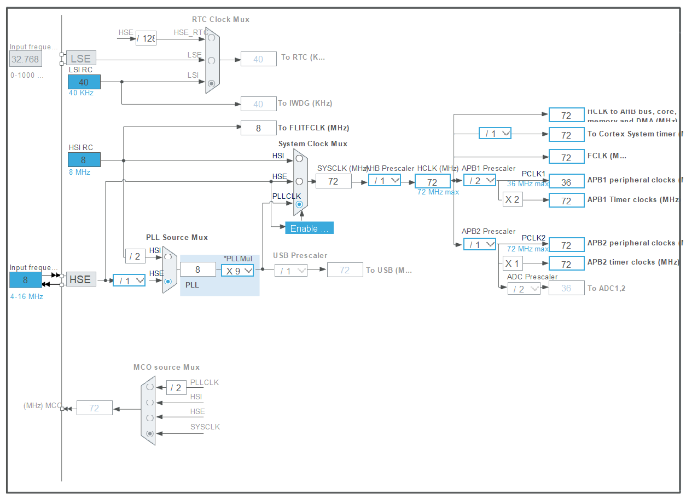 RTC Clock Mux
HSE
/ 128
HSE_RTC
Input freque...
32.768
LSE
LSE
40
To RTC (K...
0-1000 ...
LSI RC
40
LSI
40 KHz
40
To IWDG (KHz)
8
To FLITFCLK (MHz)
System Clock Mux
HSI RC
8
HSI
8 MHz
HSE
PLLCLK
SYSCLK (MHz)
AHB Prescaler
HCLK (MHz)
APB1 Prescaler
72
/ 1
72
72 MHz max
/ 2
PCLK1
36 MHz max
X 2
72
HCLK to AHB bus, core,
memory and DMA (MHz)
/ 1
72
To Cortex System timer (M
72
FCLK (M...
36
APB1 peripheral clocks (M
72
APB1 Timer clocks (MHz
Enable ...
PLL Source Mux
/ 2
HSI
HSE
Input freque...
8
HSE
4-16 MHz
/ 1
8
*PLLMul
X 9
PLL
USB Prescaler
/ 1
72
To USB (M...
APB2 Prescaler
/ 1
PCLK2
72 MHz max
72
APB2 peripheral clocks (M
X 1
72
APB2 timer clocks (MHz)
ADC Prescaler
/ 2
36
To ADC1,2
MCO source Mux
/ 2
PLLCLK
HSI
HSE
SYSCLK
(MHz) MCO
72